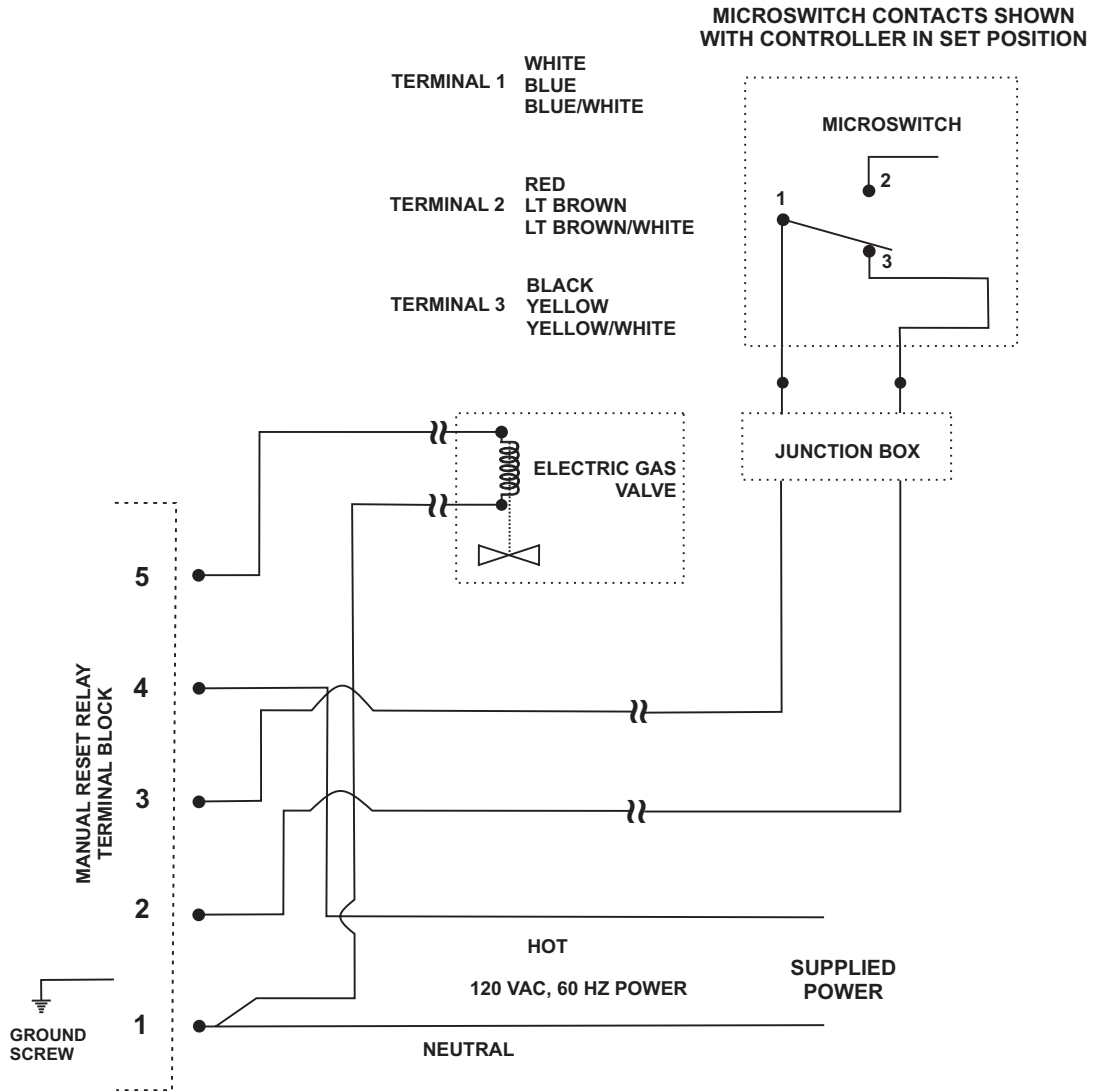 MICROSWITCH CONTACTS SHOWN
WITH CONTROLLER IN SET POSITION
TERMINAL 1
WHITE
BLUE
BLUE/WHITE
MICROSWITCH
2
1
3
TERMINAL 2
RED
LT BROWN
LT BROWN/WHITE
TERMINAL 3
BLACK
YELLOW
YELLOW/WHITE
JUNCTION BOX
ELECTRIC GAS
VALVE
MANUAL RESET RELAY
TERMINAL BLOCK
5
4
3
2
1
HOT
120 VAC, 60 HZ POWER
SUPPLIED
POWER
NEUTRAL
GROUND
SCREW